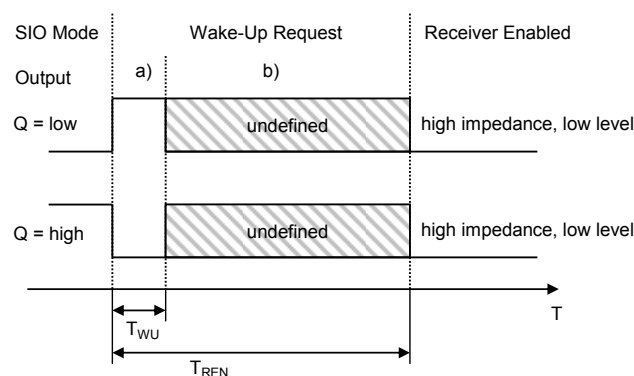 SIO Mode Wake-Up Request Receiver Enabled
Output a) b)
Q = low undefined high impedance, low level
Q = high undefined high impedance, low level
T
TWU
TREN